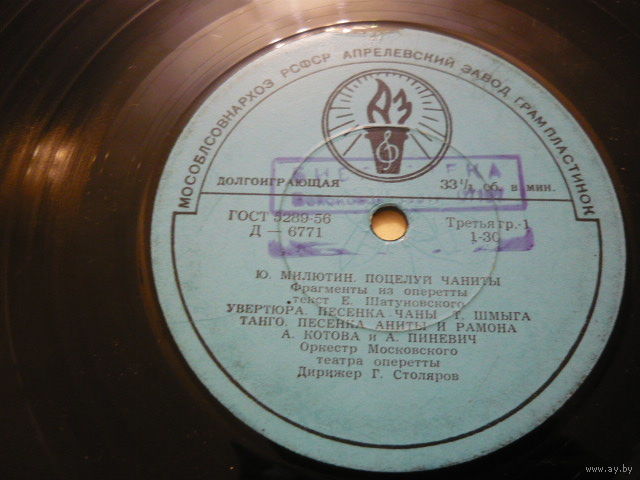 МОСОБЛСОВНАРХОЗ РСФСР АПРЕЛЕВСКИЙ ЗАВОД ГРАМПЛАСТИНОК
АЗ
ДОЛГОИГРАЮЩАЯ 33⅓ об. в мин.
ГОСТ 5289-56 Третья гр.-1
Д — 6771 1-30
Ю. МИЛЮТИН. ПОЦЕЛУЙ ЧАНИТЫ
Фрагменты из оперетты
текст Е. Шатуновского
УВЕРТЮРА. ПЕСЕНКА ЧАНЫ Т. ШМЫГА
ТАНГО. ПЕСЕНКА АНИТЫ И РАМОНА
А. КОТОВА и А. ПИНЕВИЧ
Оркестр Московского
театра оперетты
Дирижер Г. Столяров
www.ay.by